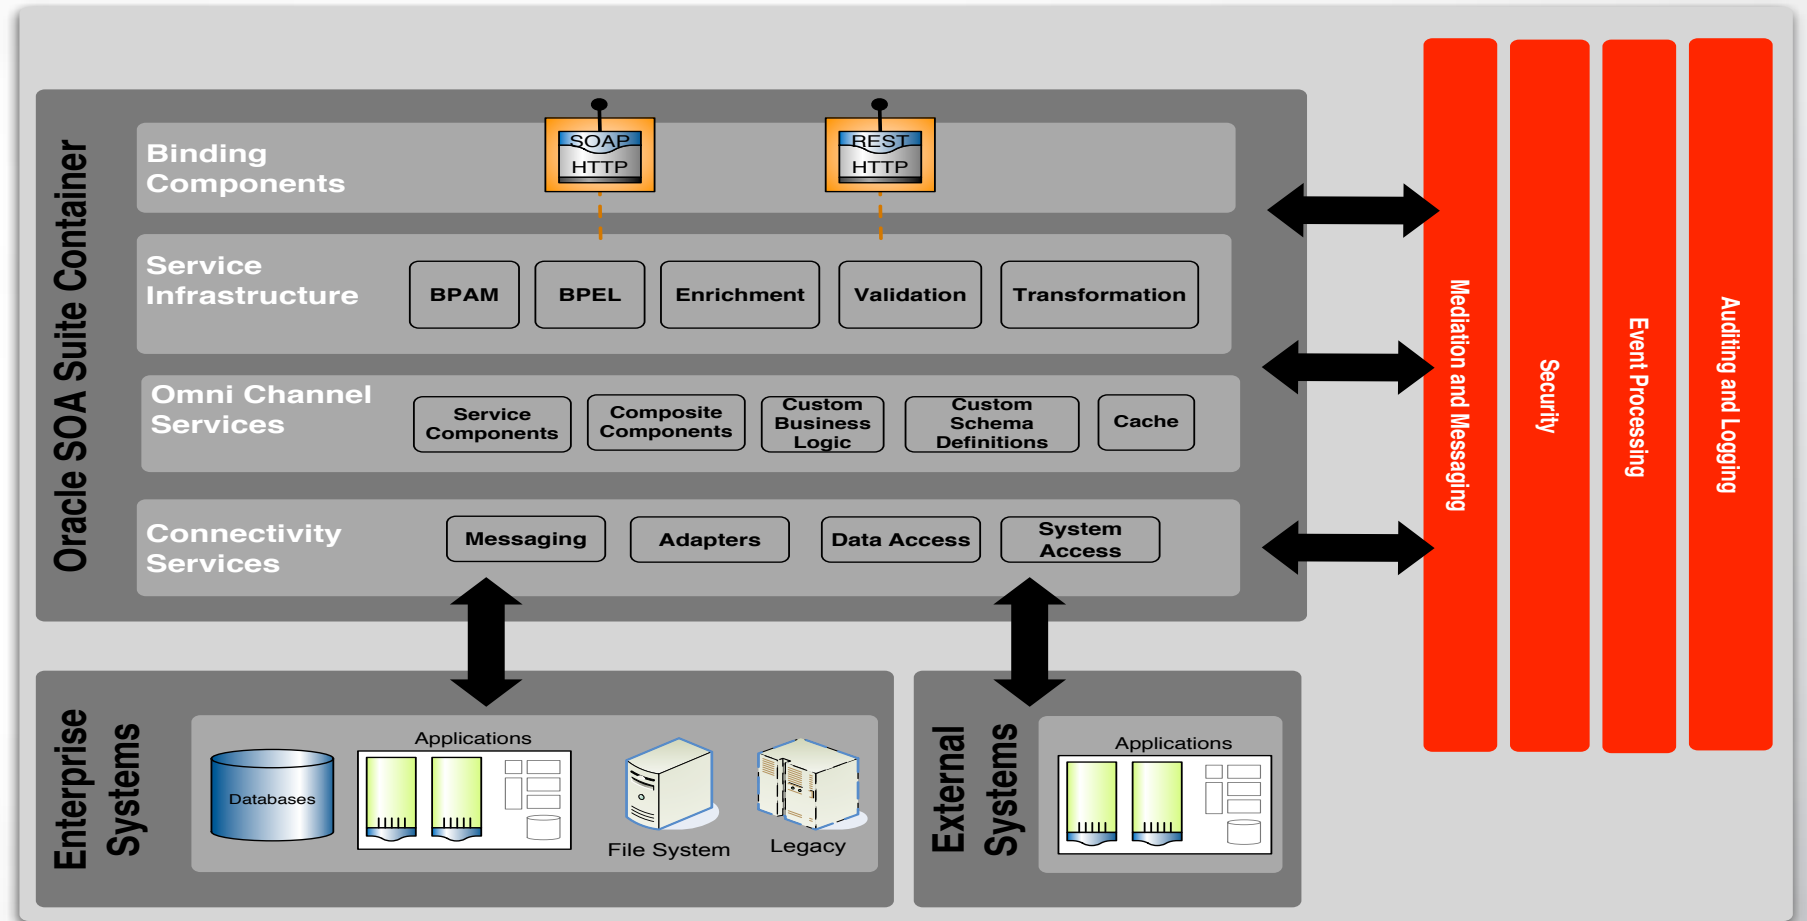 Oracle SOA Suite Container
Binding
Components
SOAP
HTTP
REST
HTTP
Service
Infrastructure
BPAM
BPEL
Enrichment
Validation
Transformation
Omni Channel
Services
Service
Components
Composite
Components
Custom
Business
Logic
Custom
Schema
Definitions
Cache
Connectivity
Services
Messaging
Adapters
Data Access
System
Access
Mediation and Messaging
Security
Event Processing
Auditing and Logging
Enterprise
Systems
Databases
Applications
File System
Legacy
External
Systems
Applications